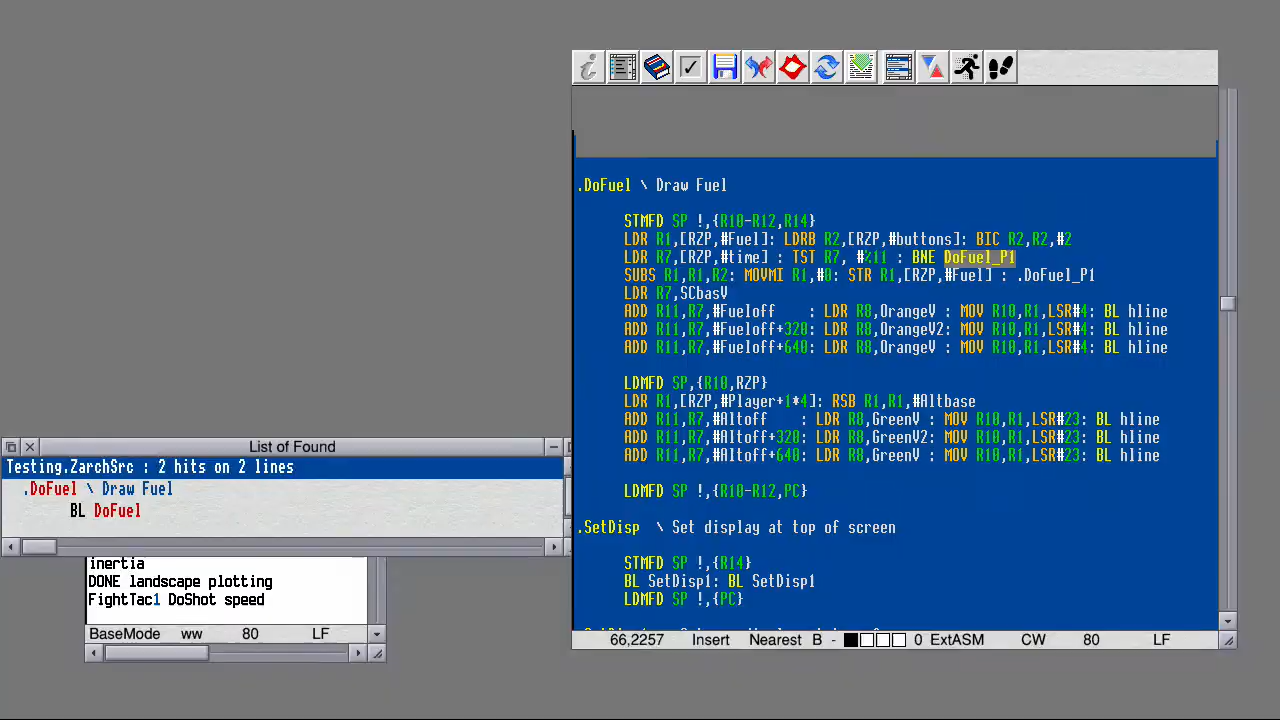 .DoFuel \ Draw Fuel
STMFD SP !,{R10-R12,R14}
LDR R1,[RZP,#Fuel]: LDRB R2,[RZP,#buttons]: BIC R2,R2,#2
LDR R7,[RZP,#time] : TST R7, #%11 : BNE DoFuel_P1
SUBS R1,R1,R2: MOVMI R1,#0: STR R1,[RZP,#Fuel] : .DoFuel_P1
LDR R7,SCbasV
ADD R11,R7,#Fueloff    : LDR R8,OrangeV : MOV R10,R1,LSR#4: BL hline
ADD R11,R7,#Fueloff+320: LDR R8,OrangeV2: MOV R10,R1,LSR#4: BL hline
ADD R11,R7,#Fueloff+640: LDR R8,OrangeV : MOV R10,R1,LSR#4: BL hline
LDMFD SP,{R10,RZP}
LDR R1,[RZP,#Player+1*4]: RSB R1,R1,#Altbase
ADD R11,R7,#Altoff    : LDR R8,GreenV : MOV R10,R1,LSR#23: BL hline
ADD R11,R7,#Altoff+320: LDR R8,GreenV2: MOV R10,R1,LSR#23: BL hline
ADD R11,R7,#Altoff+640: LDR R8,GreenV : MOV R10,R1,LSR#23: BL hline
LDMFD SP !,{R10-R12,PC}
.SetDisp  \ Set display at top of screen
STMFD SP !,{R14}
BL SetDisp1: BL SetDisp1
LDMFD SP !,{PC}
66,2257 Insert Nearest B - 0 ExtASM CW 80 LF
List of Found
Testing.ZarchSrc : 2 hits on 2 lines
.DoFuel \ Draw Fuel
BL DoFuel
inertia
DONE landscape plotting
FightTac1 DoShot speed
BaseMode ww 80 LF